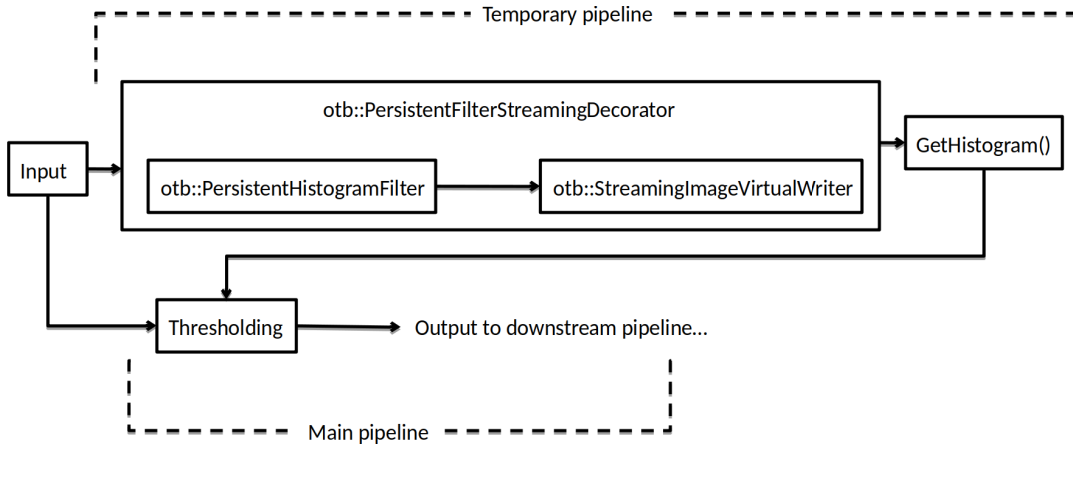 Temporary pipeline
otb::PersistentFilterStreamingDecorator
Input
GetHistogram()
otb::PersistentHistogramFilter
otb::StreamingImageVirtualWriter
Thresholding
Output to downstream pipeline...
Main pipeline